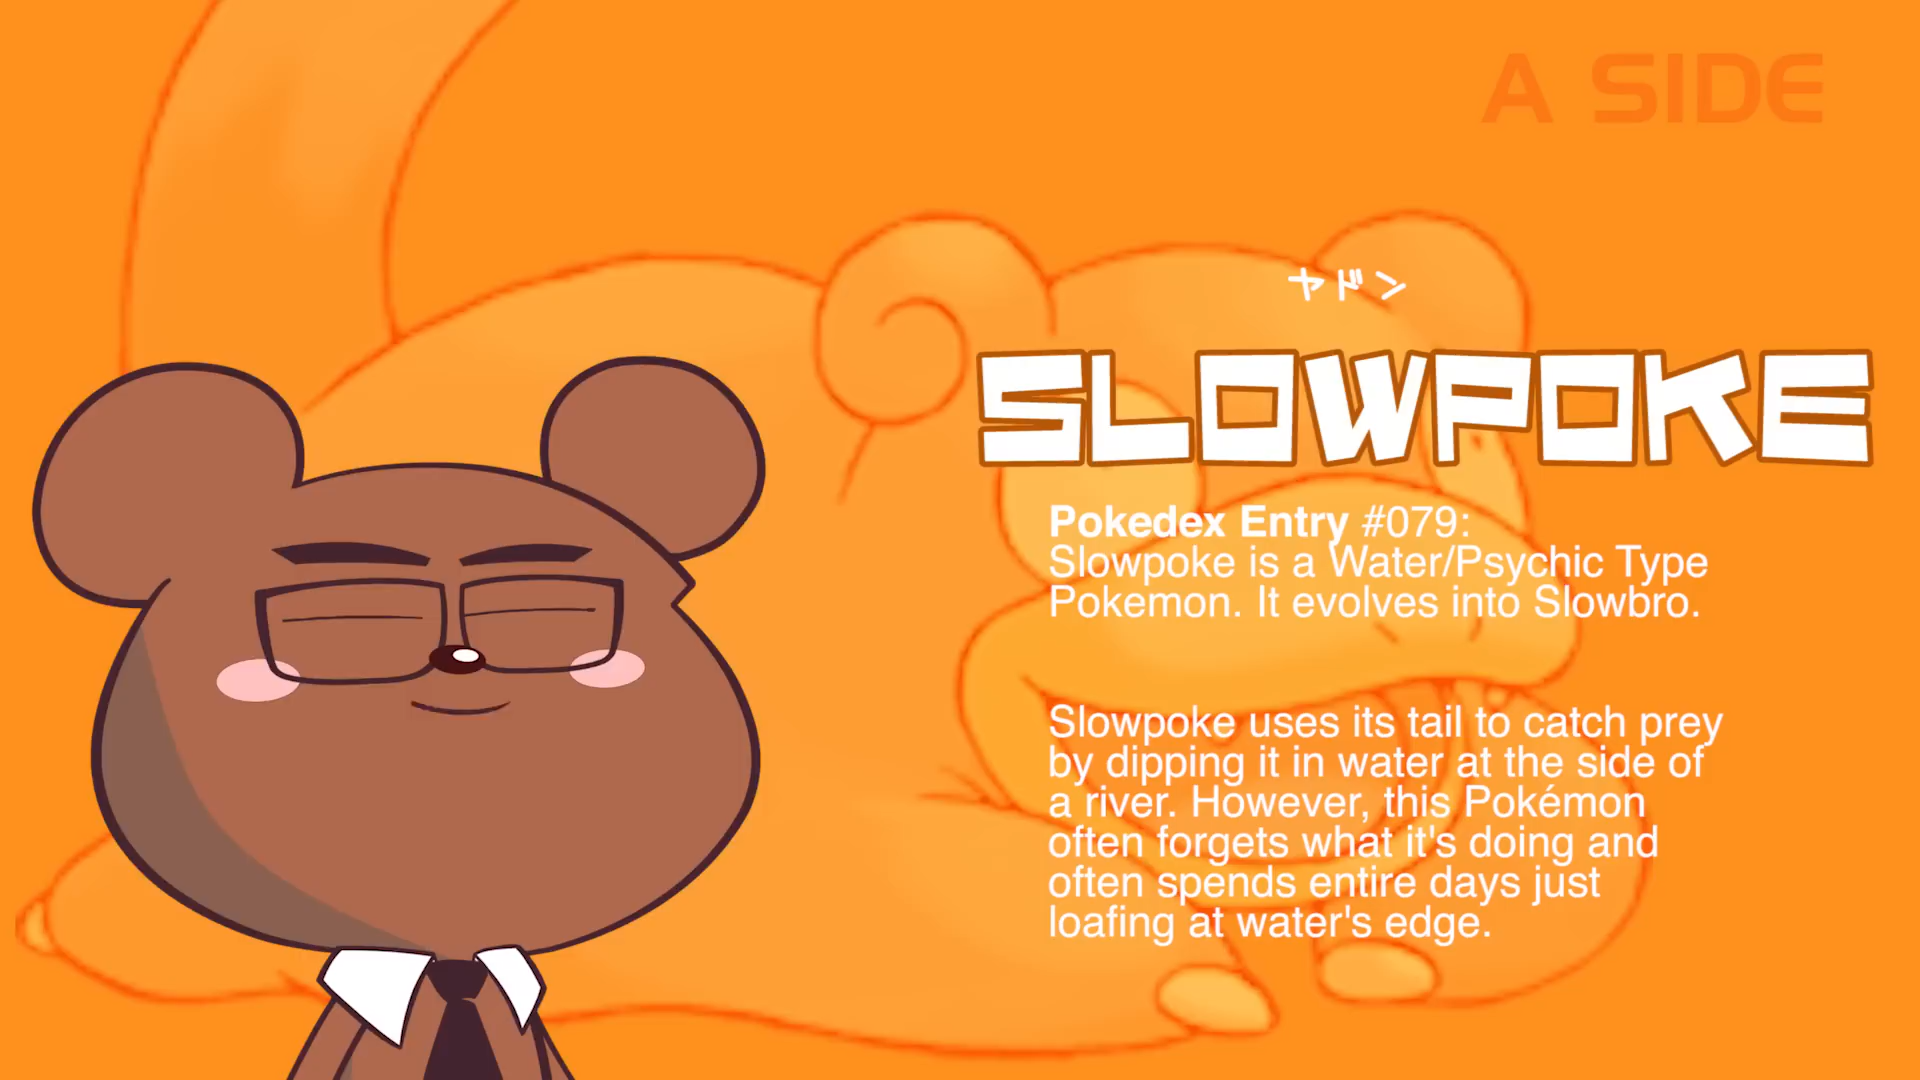 A SIDE
ヤドン
SLOWPOKE
Pokedex Entry #079:
Slowpoke is a Water/Psychic Type
Pokemon. It evolves into Slowbro.
Slowpoke uses its tail to catch prey
by dipping it in water at the side of
a river. However, this Pokémon
often forgets what it's doing and
often spends entire days just
loafing at water's edge.